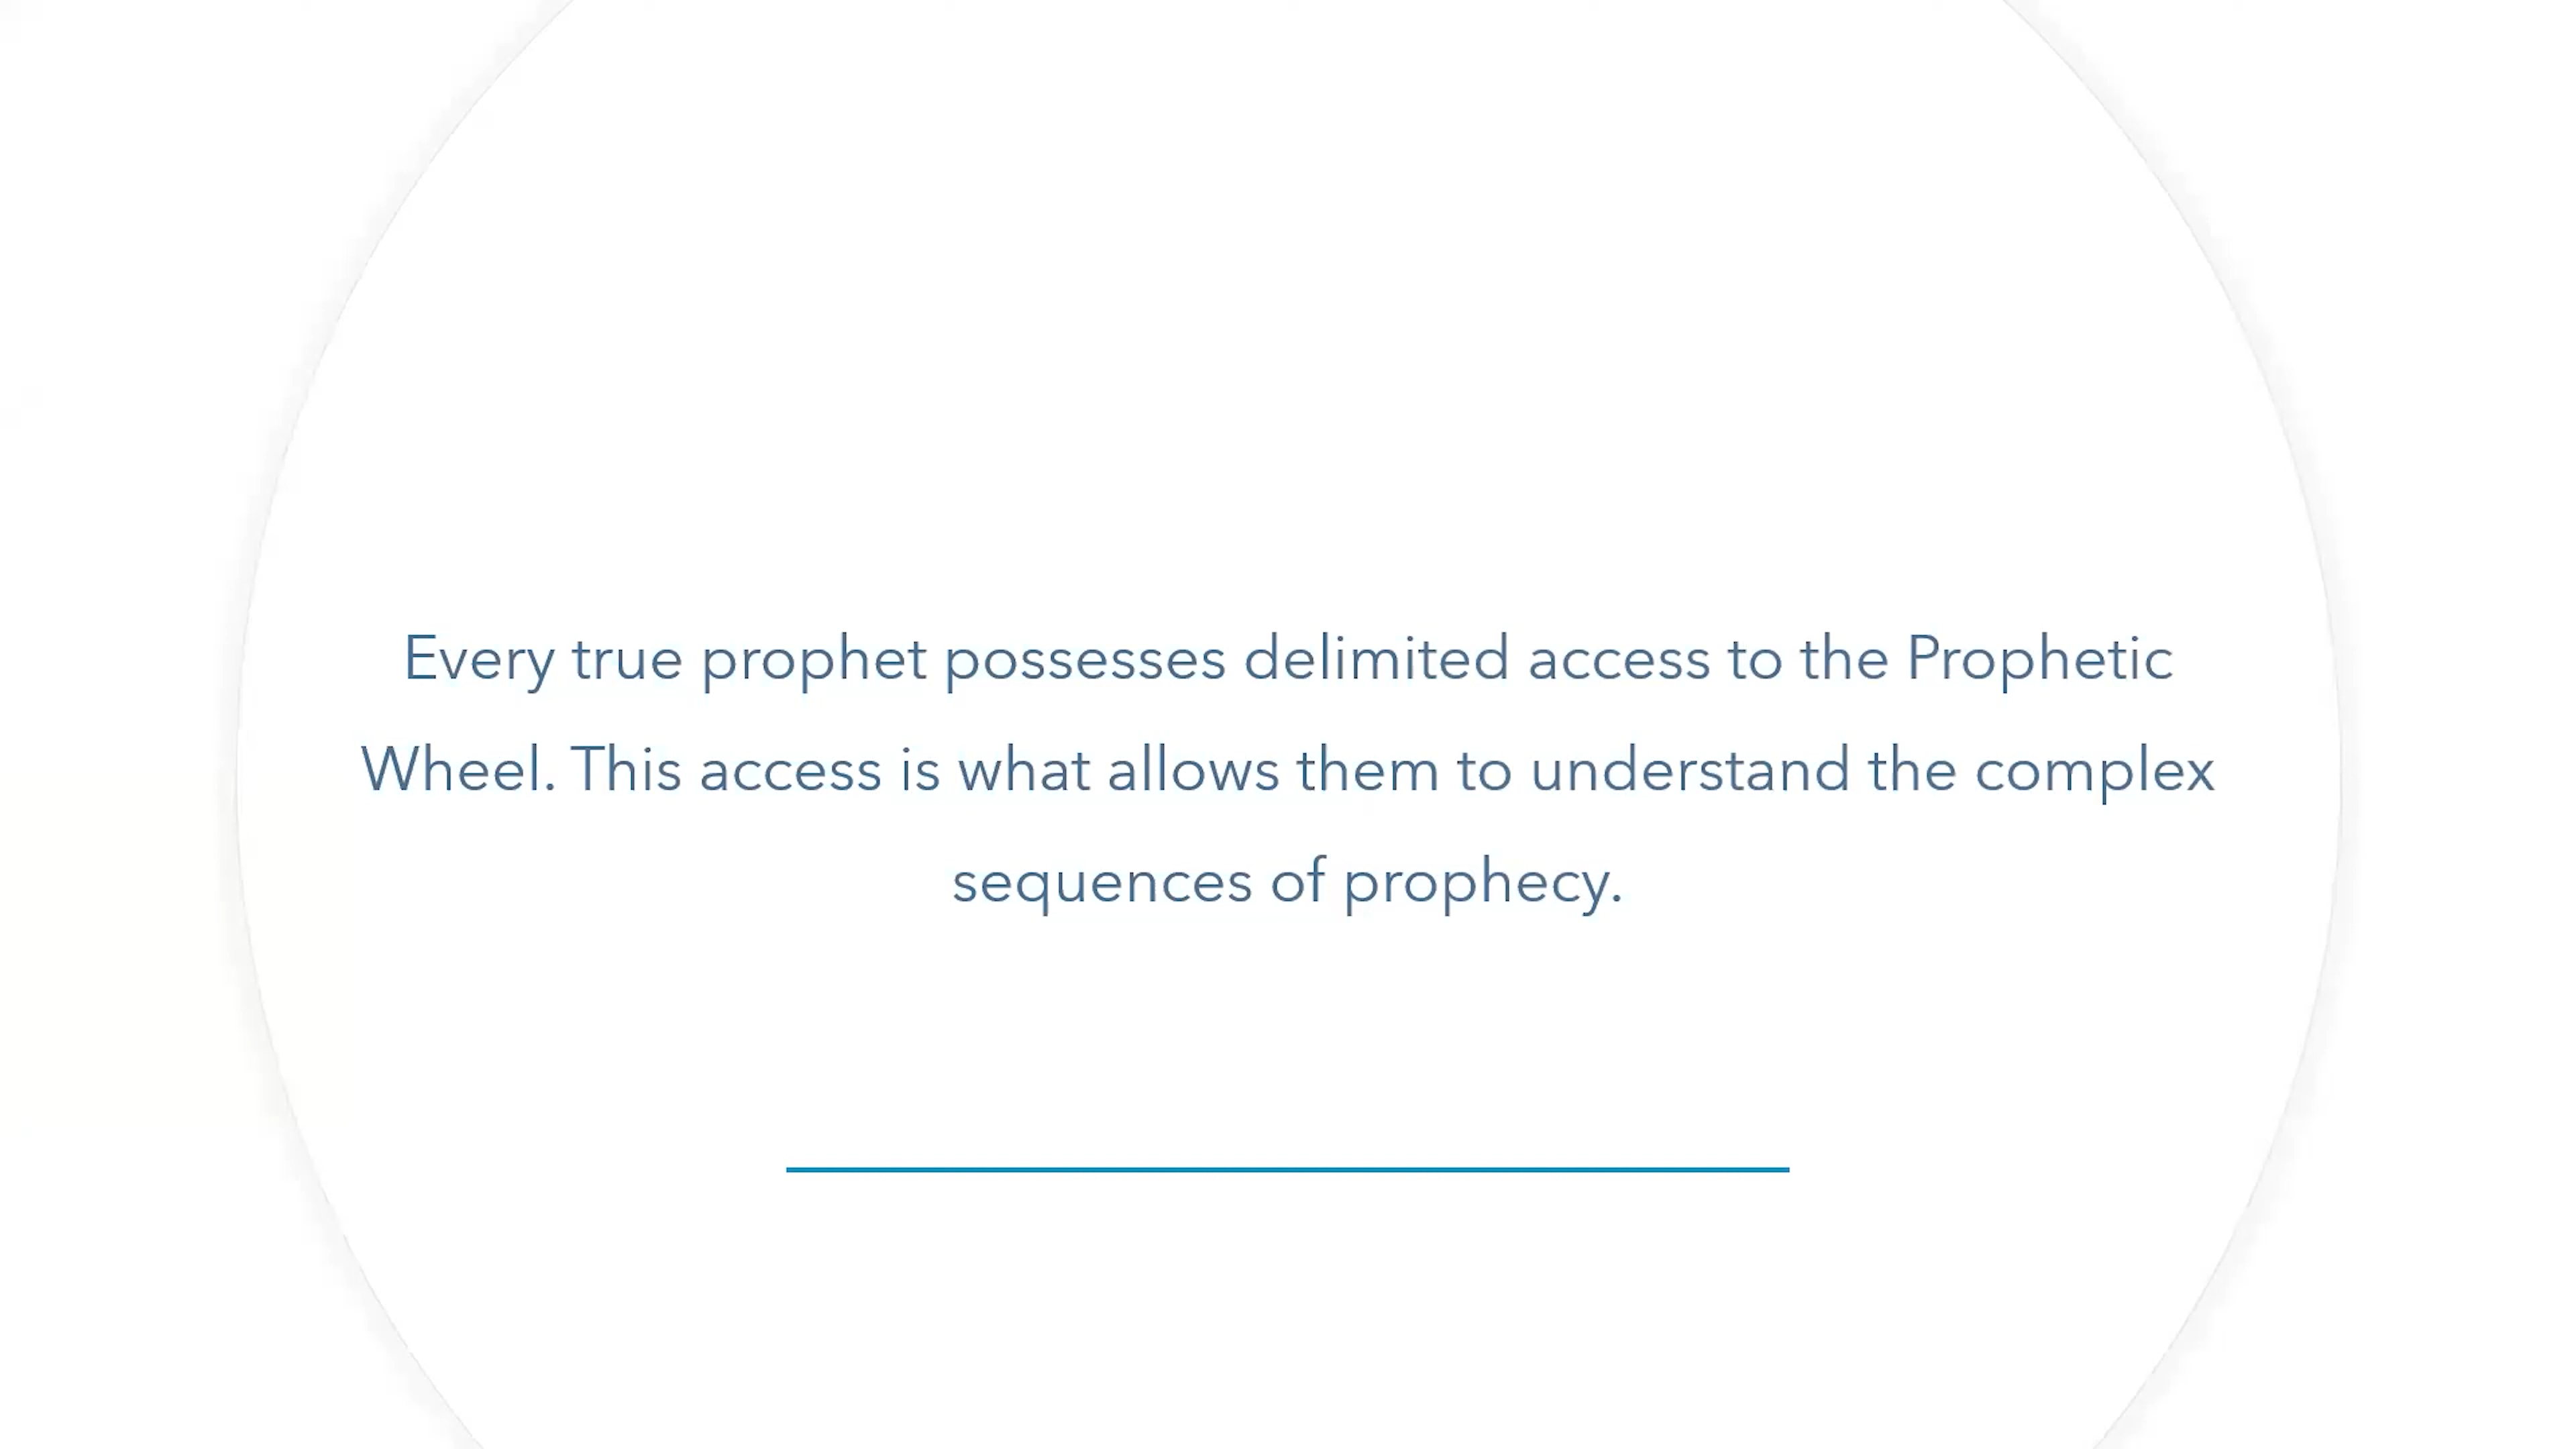 Every true prophet possesses delimited access to the Prophetic
Wheel. This access is what allows them to understand the complex
sequences of prophecy.